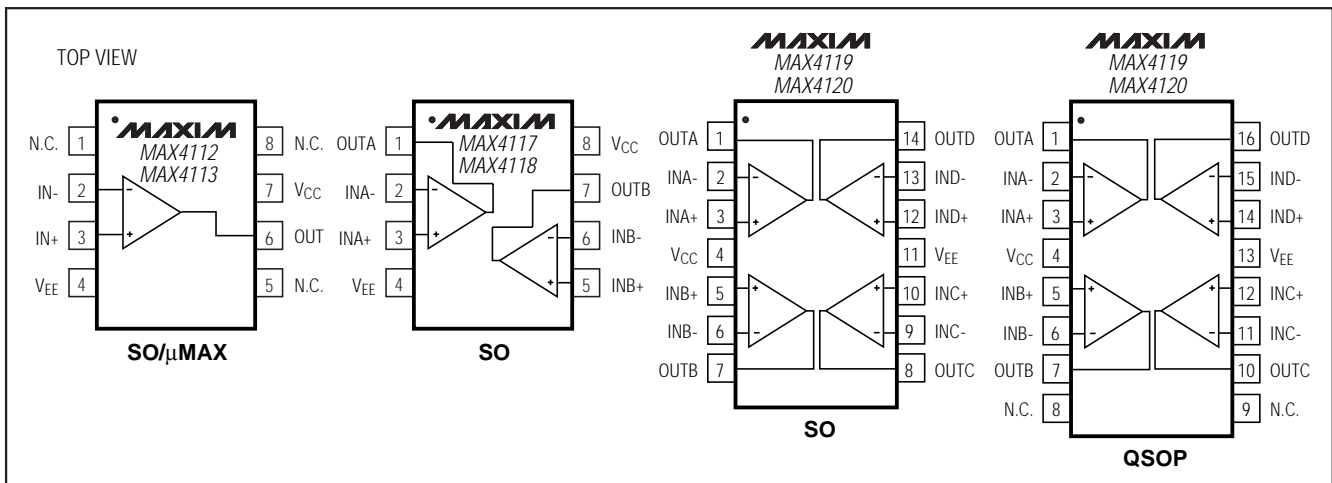 TOP VIEW
MAXIM
MAX4112
MAX4113
N.C. 1
IN- 2
IN+ 3
VEE 4
8 N.C.
7 VCC
6 OUT
5 N.C.
- 
+
SO/µMAX
MAXIM
MAX4117
MAX4118
OUTA 1
INA- 2
INA+ 3
VEE 4
8 VCC
7 OUTB
6 INB-
5 INB+
- 
+
- 
+
SO
MAXIM
MAX4119
MAX4120
OUTA 1
INA- 2
INA+ 3
VCC 4
INB+ 5
INB- 6
OUTB 7
14 OUTD
13 IND-
12 IND+
11 VEE
10 INC+
9 INC-
8 OUTC
- -
+ +
+ +
- -
SO
MAXIM
MAX4119
MAX4120
OUTA 1
INA- 2
INA+ 3
VCC 4
INB+ 5
INB- 6
OUTB 7
N.C. 8
16 OUTD
15 IND-
14 IND+
13 VEE
12 INC+
11 INC-
10 OUTC
9 N.C.
- -
+ +
+ +
- -
QSOP